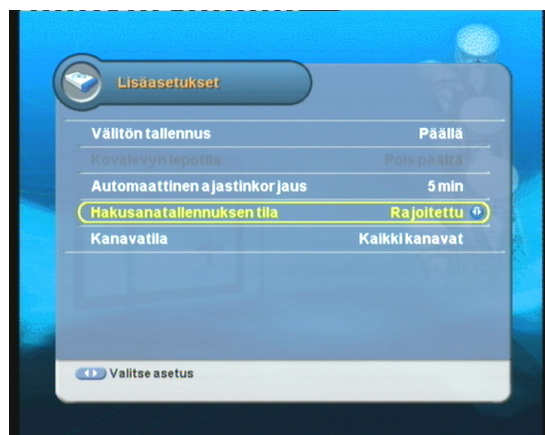 Lisäasetukset
Välitön tallennus Päällä
Kovalevyn lepotila Pois päältä
Automaattinen ajastinkorjaus 5 min
Hakusanatallennuksen tila Rajoitettu
Kanavatila Kaikki kanavat
Valitse asetus